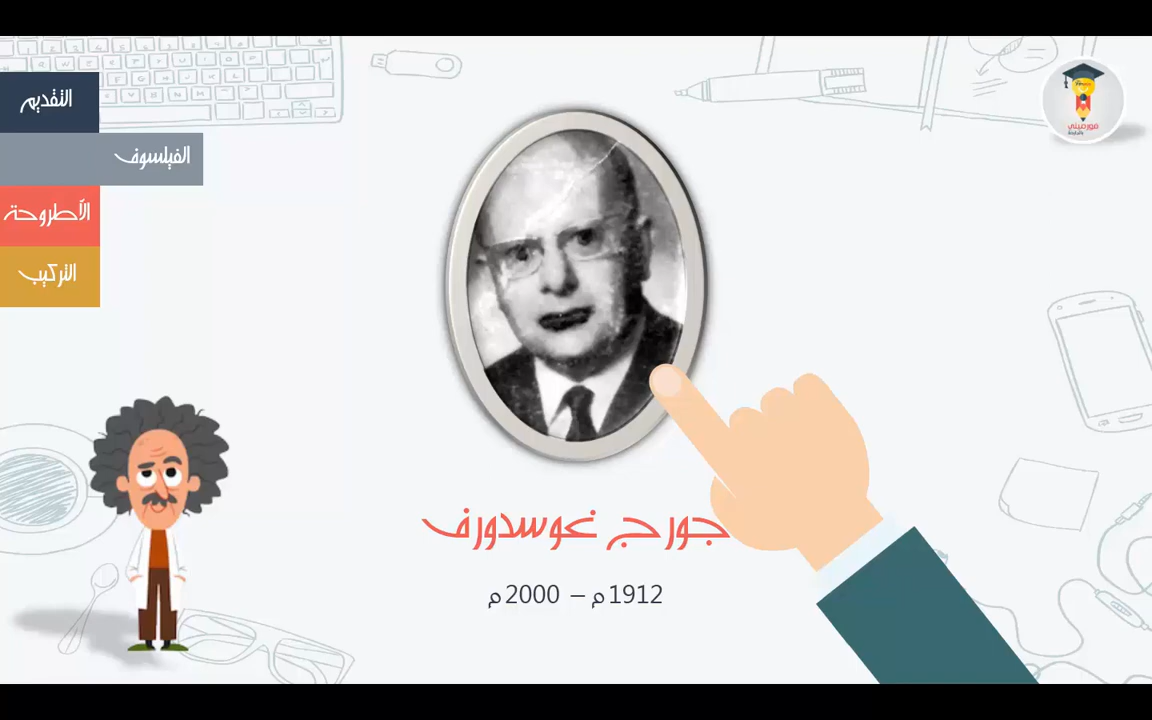 التقديم
الفيلسوف
الأطروحة
التركيب
جورج غوسدورف
1912م – 2000م